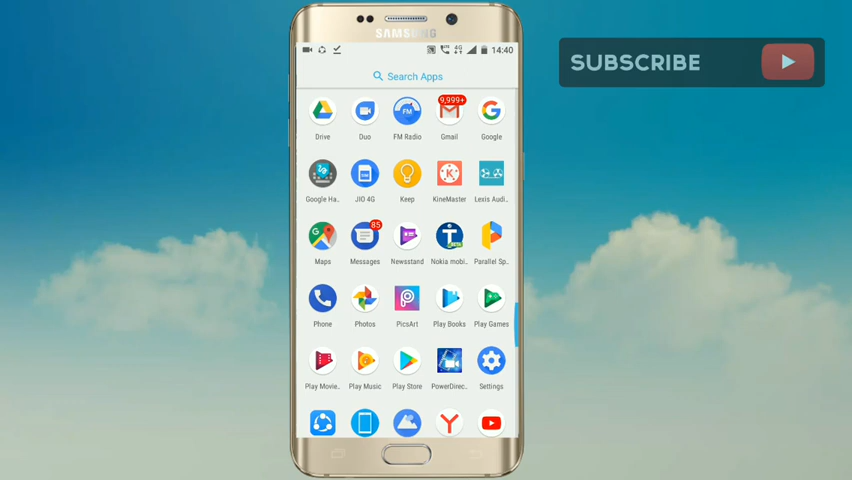 SAMSUNG
14:40
Search Apps
9,999+
Drive
Duo
FM
FM Radio
Gmail
Google
Google Ha..
JIO 4G
Keep
KineMaster
Lexis Audi..
85
Maps
Messages
Newsstand
BETA
Nokia mobi..
Parallel Sp..
Phone
Photos
PicsArt
Play Books
Play Games
Play Movie..
Play Music
Play Store
PowerDirec..
Settings
SUBSCRIBE